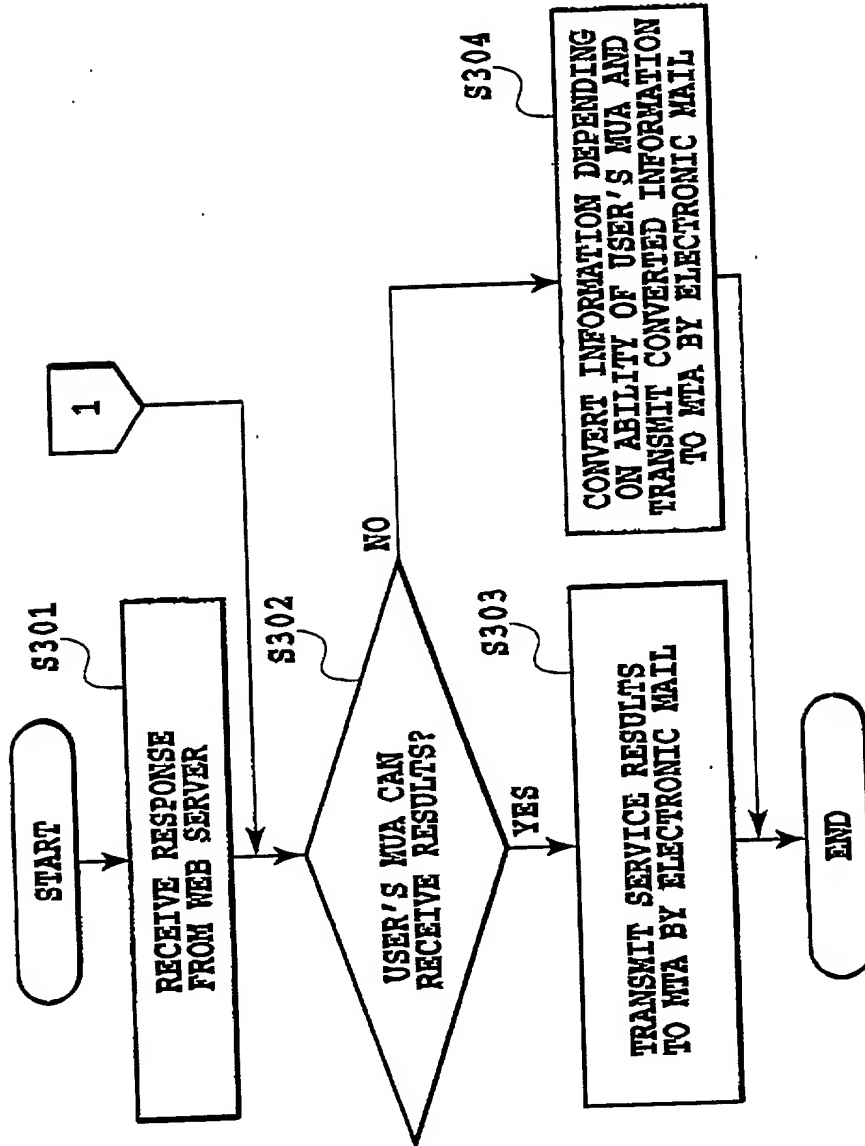 START
S301
RECEIVE RESPONSE
FROM WEB SERVER
1
S302
USER'S MUA CAN
RECEIVE RESULTS?
NO
YES
S303
TRANSMIT SERVICE RESULTS
TO MTA BY ELECTRONIC MAIL
S304
CONVERT INFORMATION DEPENDING
ON ABILITY OF USER'S MUA AND
TRANSMIT CONVERTED INFORMATION
TO MTA BY ELECTRONIC MAIL
END